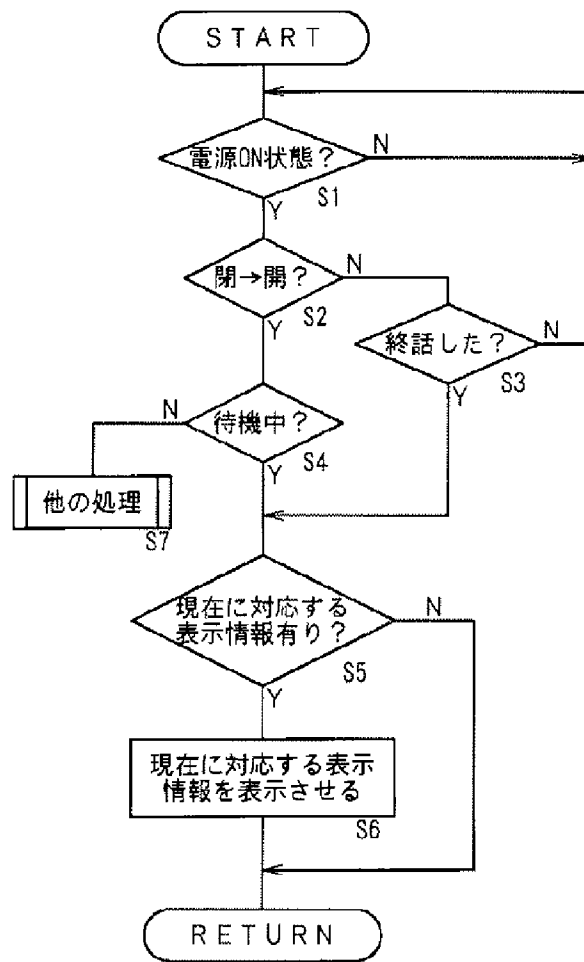 START
電源ON状態？
N
S1
Y
閉→開？
N
S2
Y
終話した？
N
S3
Y
待機中？
N
S4
Y
他の処理
S7
現在に対応する
表示情報有り？
N
S5
Y
現在に対応する表示
情報を表示させる
S6
RETURN